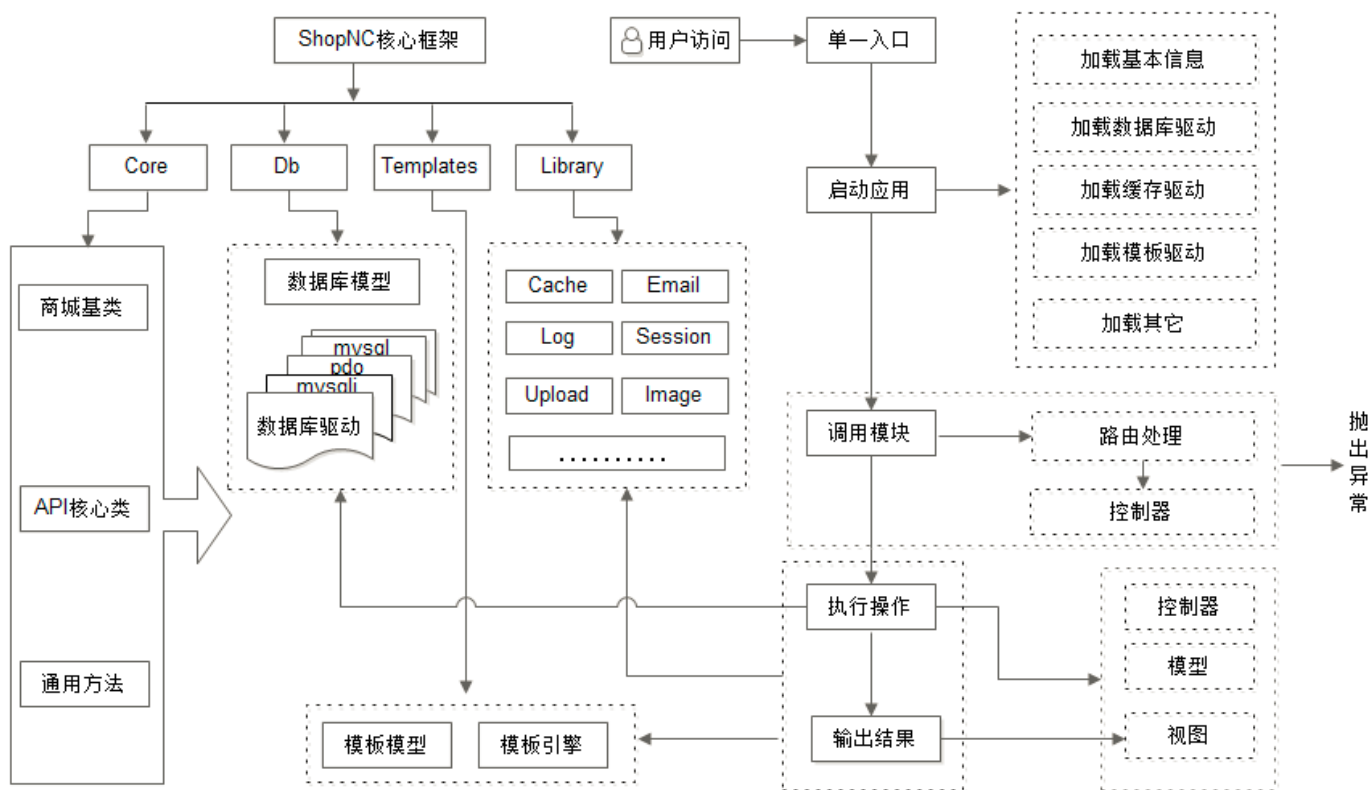 ShopNC核心框架
用户访问
单一入口
加载基本信息
加载数据库驱动
加载缓存驱动
加载模板驱动
加载其它
Core
Db
Templates
Library
启动应用
商城基类
API核心类
通用方法
数据库模型
mysql
pdo
mysqli
数据库驱动
Cache
Email
Log
Session
Upload
Image
..........
调用模块
路由处理
控制器
抛出异常
执行操作
控制器
模型
视图
输出结果
模板模型
模板引擎